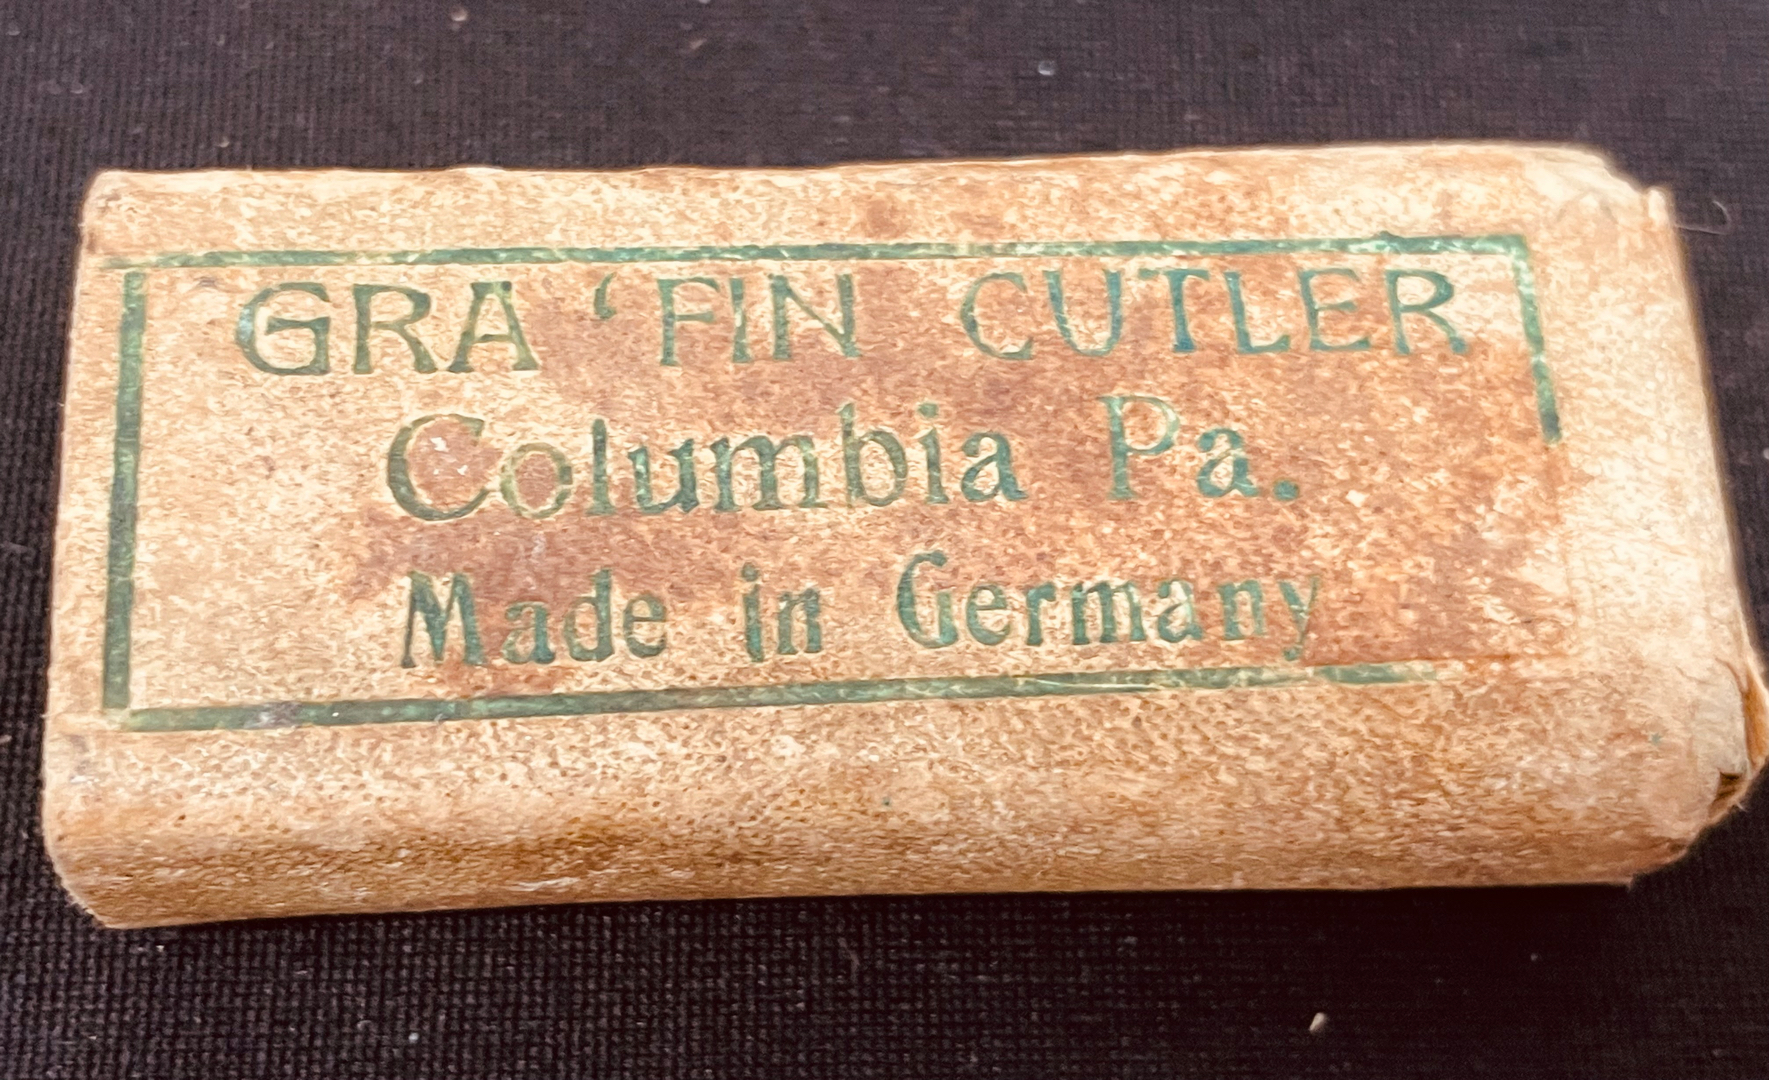 GRA ‘FIN CUTLER
Columbia Pa.
Made in Germany